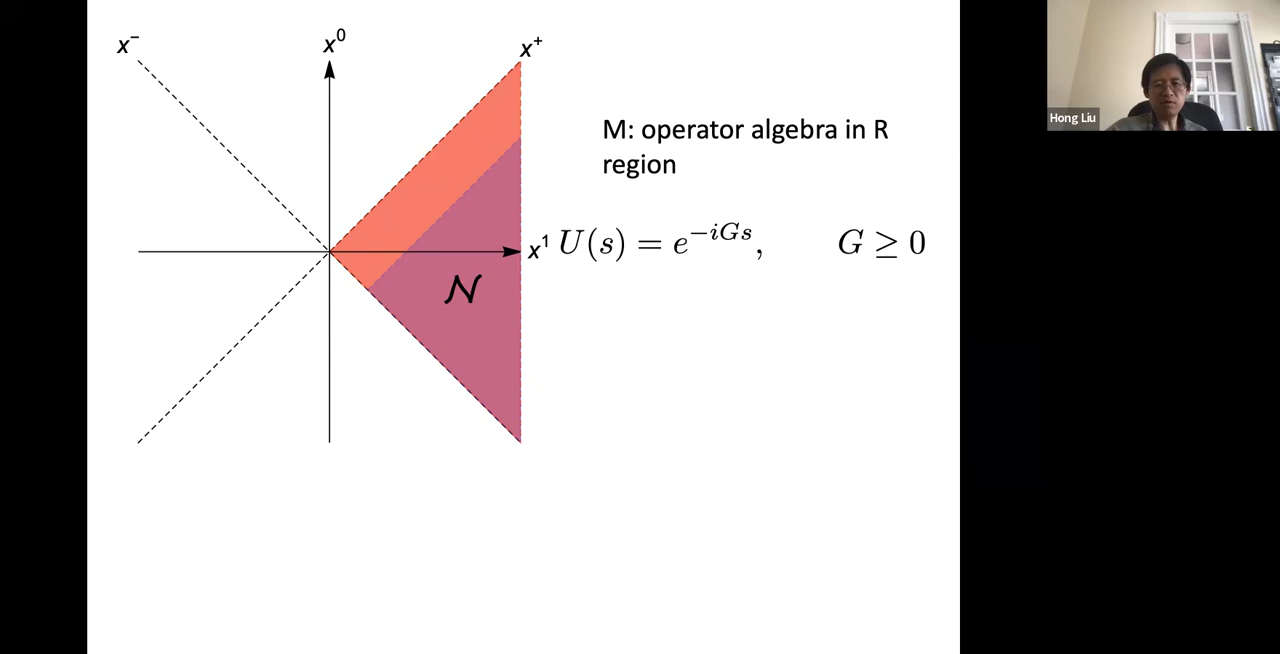 x⁻
x⁰
x⁺
M: operator algebra in R
region
x¹
U(s) = e^{-iGs}, G ≥ 0
𝒩
Hong Liu